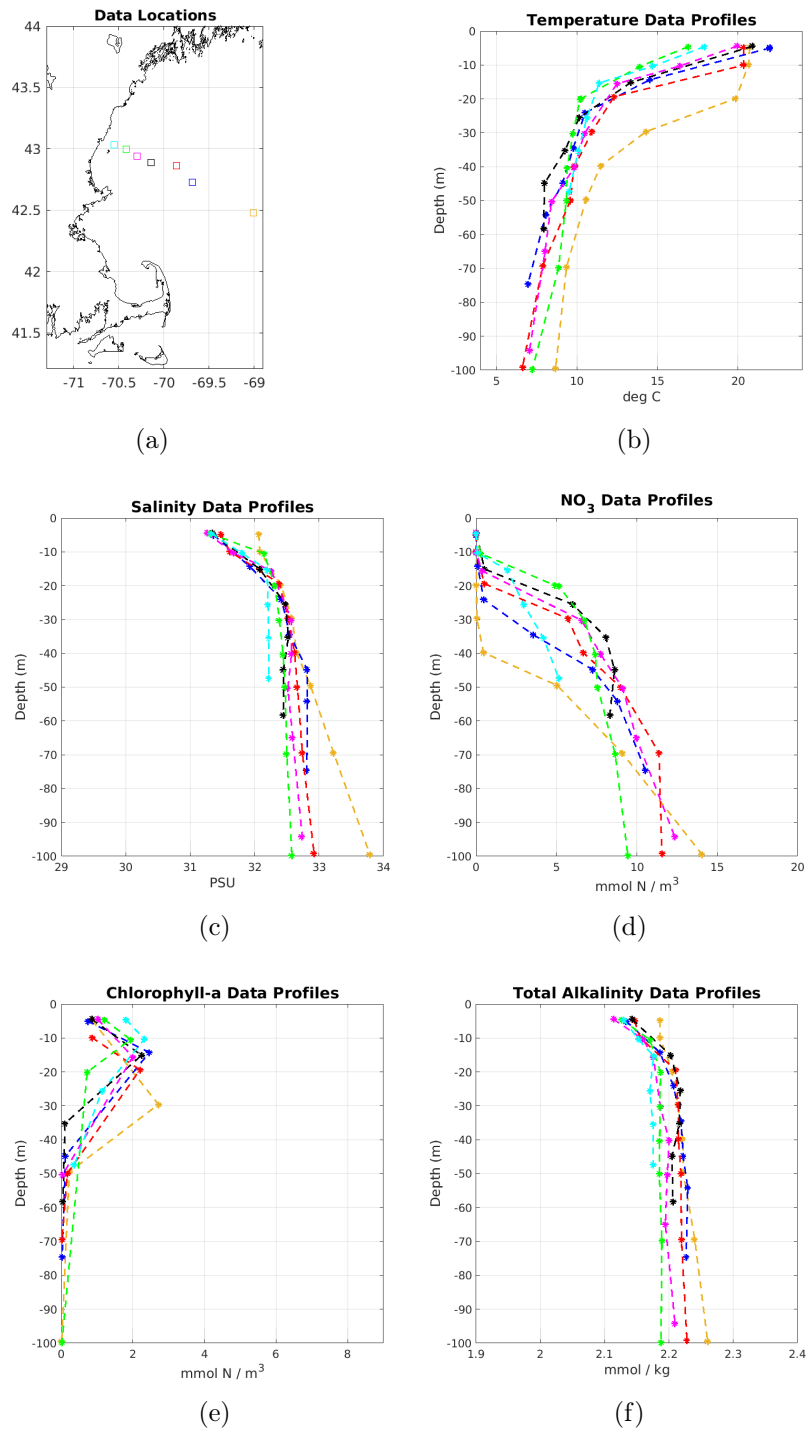 Data Locations
44
43.5
43
42.5
42
41.5
-71 -70.5 -70 -69.5 -69
(a)
Temperature Data Profiles
0
-10
-20
-30
-40
-50
-60
-70
-80
-90
-100
Depth (m)
5 10 15 20
deg C
(b)
Salinity Data Profiles
0
-10
-20
-30
-40
-50
-60
-70
-80
-90
-100
Depth (m)
29 30 31 32 33 34
PSU
(c)
NO3 Data Profiles
0
-10
-20
-30
-40
-50
-60
-70
-80
-90
-100
Depth (m)
0 5 10 15 20
mmol N / m³
(d)
Chlorophyll-a Data Profiles
0
-10
-20
-30
-40
-50
-60
-70
-80
-90
-100
Depth (m)
0 2 4 6 8
mmol N / m³
(e)
Total Alkalinity Data Profiles
0
-10
-20
-30
-40
-50
-60
-70
-80
-90
-100
Depth (m)
1.9 2 2.1 2.2 2.3 2.4
mmol / kg
(f)